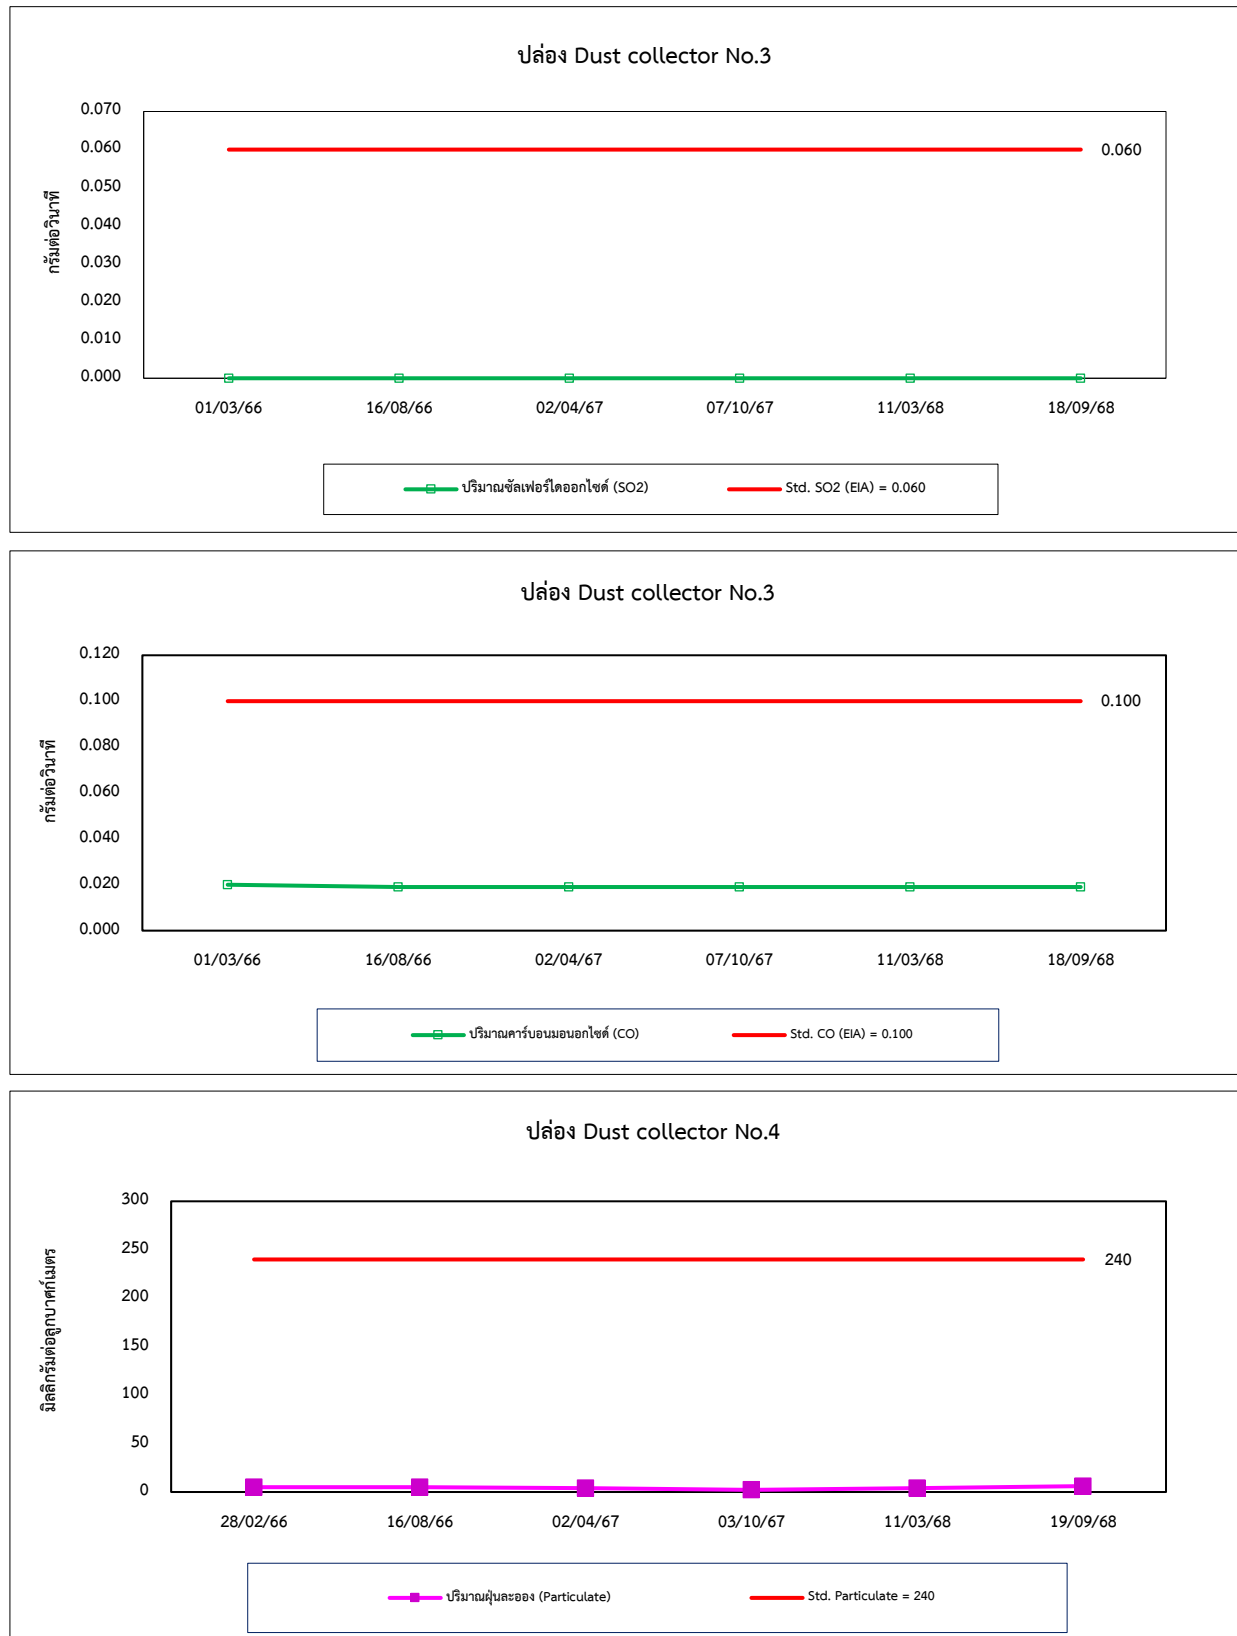 ปล่อง Dust collector No.3
กรัมต่อวินาที
0.070
0.060
0.050
0.040
0.030
0.020
0.010
0.000
0.060
01/03/66 16/08/66 02/04/67 07/10/67 11/03/68 18/09/68
ปริมาณซัลเฟอร์ไดออกไซด์ (SO2) Std. SO2 (EIA) = 0.060
ปล่อง Dust collector No.3
กรัมต่อวินาที
0.120
0.100
0.080
0.060
0.040
0.020
0.000
0.100
01/03/66 16/08/66 02/04/67 07/10/67 11/03/68 18/09/68
ปริมาณคาร์บอนมอนอกไซด์ (CO) Std. CO (EIA) = 0.100
ปล่อง Dust collector No.4
มิลลิกรัมต่อลูกบาศก์เมตร
300
250
200
150
100
50
0
240
28/02/66 16/08/66 02/04/67 03/10/67 11/03/68 19/09/68
ปริมาณฝุ่นละออง (Particulate) Std. Particulate = 240